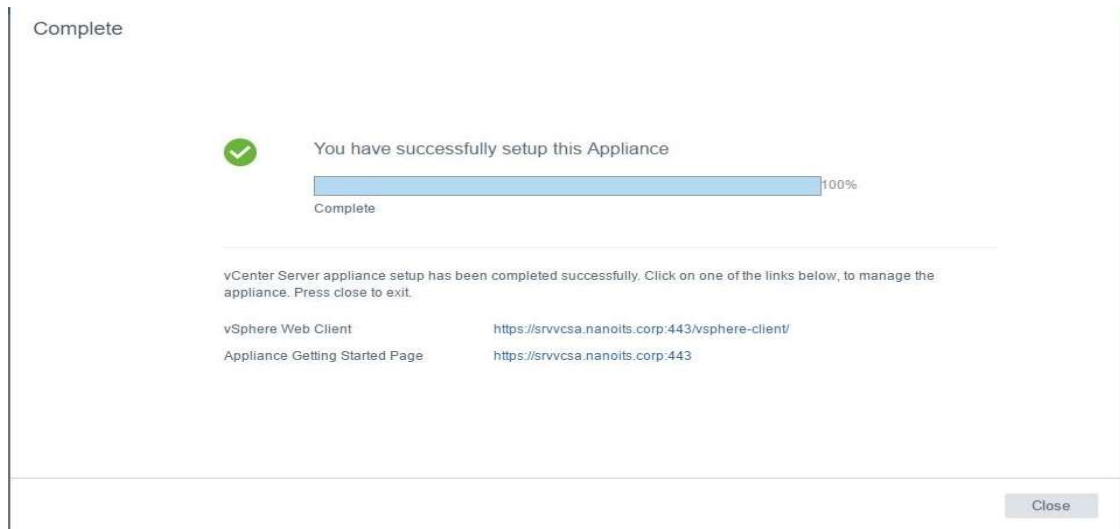 Complete
You have successfully setup this Appliance
100%
Complete
vCenter Server appliance setup has been completed successfully. Click on one of the links below, to manage the
appliance. Press close to exit.
vSphere Web Client https://srvvcsa.nanoits.corp:443/vsphere-client/
Appliance Getting Started Page https://srvvcsa.nanoits.corp:443
Close